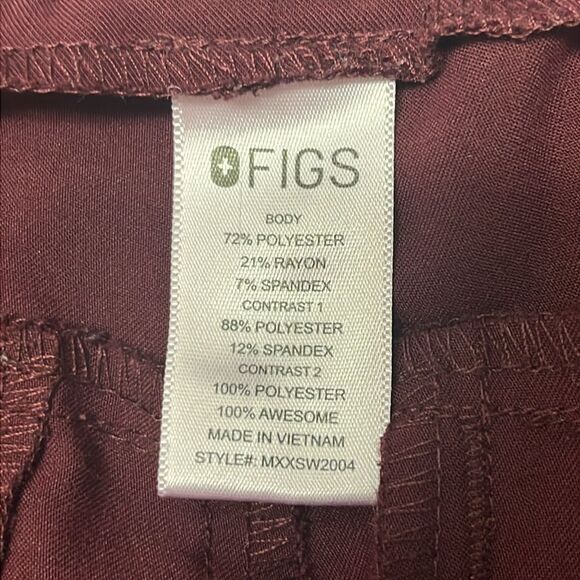 FIGS
BODY
72% POLYESTER
21% RAYON
7% SPANDEX
CONTRAST 1
88% POLYESTER
12% SPANDEX
CONTRAST 2
100% POLYESTER
100% AWESOME
MADE IN VIETNAM
STYLE#: MXXSW2004